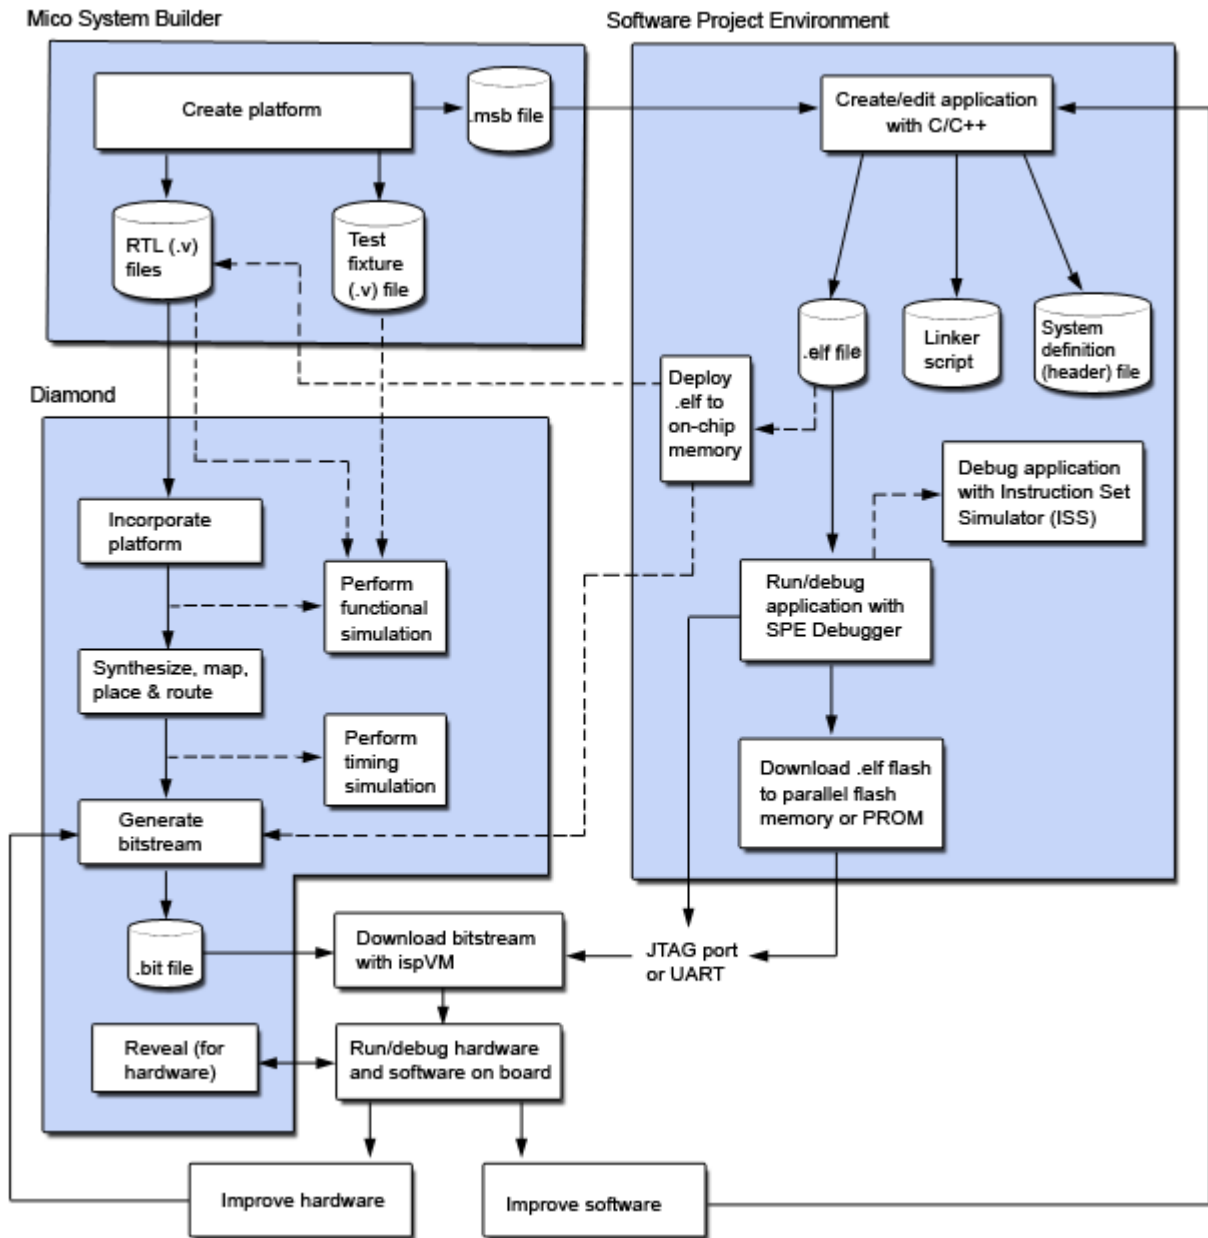 Mico System Builder
Software Project Environment
Create platform
.msb file
Create/edit application
with C/C++
RTL (.v)
files
Test
fixture
(.v) file
.elf file
Linker
script
System
definition
(header) file
Deploy
.elf to
on-chip
memory
Diamond
Debug application
with Instruction Set
Simulator (ISS)
Incorporate
platform
Perform
functional
simulation
Run/debug
application with
SPE Debugger
Synthesize, map,
place & route
Perform
timing
simulation
Download .elf flash
to parallel flash
memory or PROM
Generate
bitstream
.bit file
Download bitstream
with ispVM
JTAG port
or UART
Reveal (for
hardware)
Run/debug hardware
and software on board
Improve hardware
Improve software